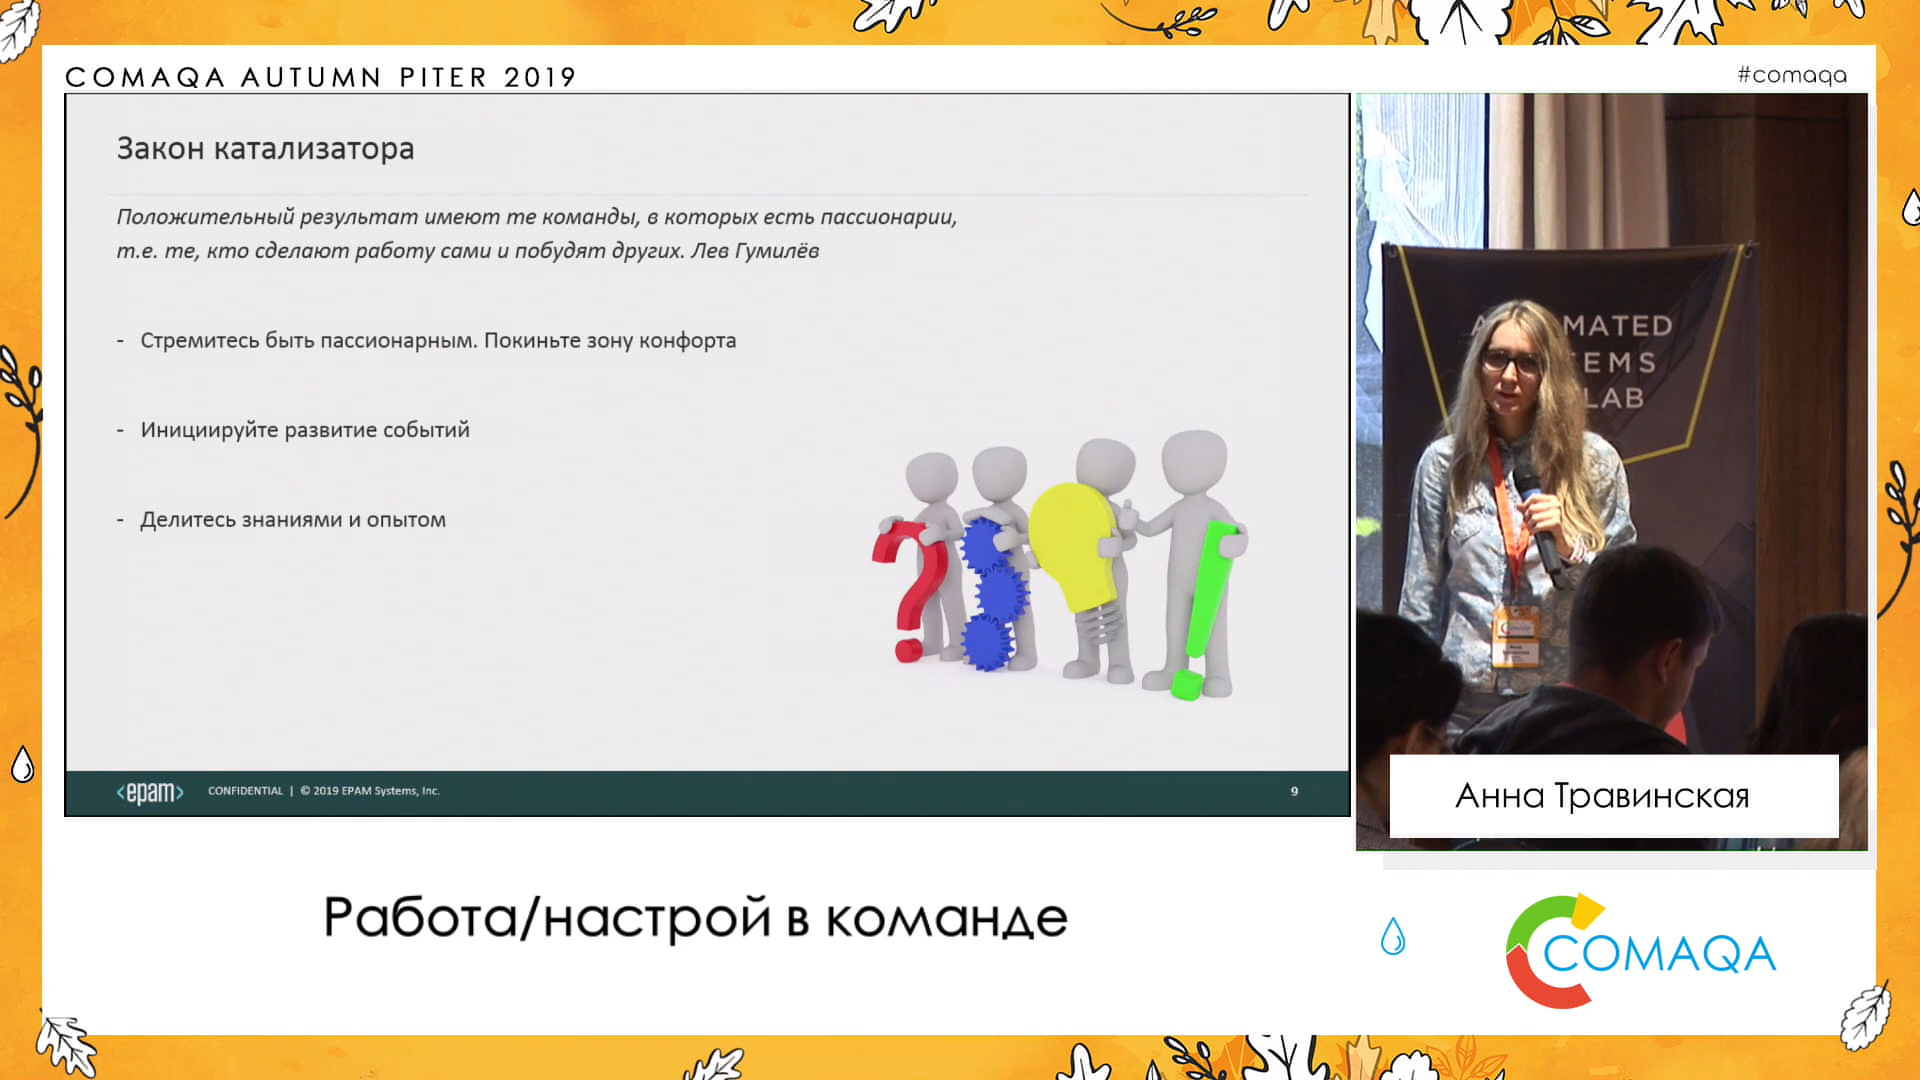 COMAQA AUTUMN PITER 2019
#comaqa
Закон катализатора
Положительный результат имеют те команды, в которых есть пассионарии,
т.е. те, кто сделают работу сами и побудят других. Лев Гумилёв
- Стремитесь быть пассионарным. Покиньте зону конфорта
- Инициируйте развитие событий
- Делитесь знаниями и опытом
<epam> CONFIDENTIAL | © 2019 EPAM Systems, Inc. 9
MATED
EMS
LAB
Анна Травинская
Работа/настрой в команде
COMAQA